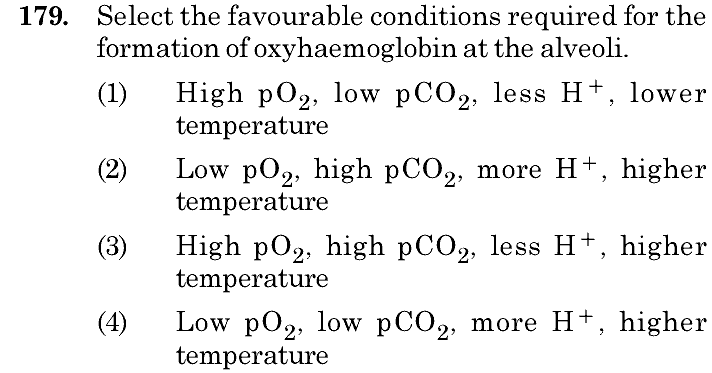 179. Select the favourable conditions required for the
formation of oxyhaemoglobin at the alveoli.
(1) High pO₂, low pCO₂, less H⁺, lower
temperature
(2) Low pO₂, high pCO₂, more H⁺, higher
temperature
(3) High pO₂, high pCO₂, less H⁺, higher
temperature
(4) Low pO₂, low pCO₂, more H⁺, higher
temperature